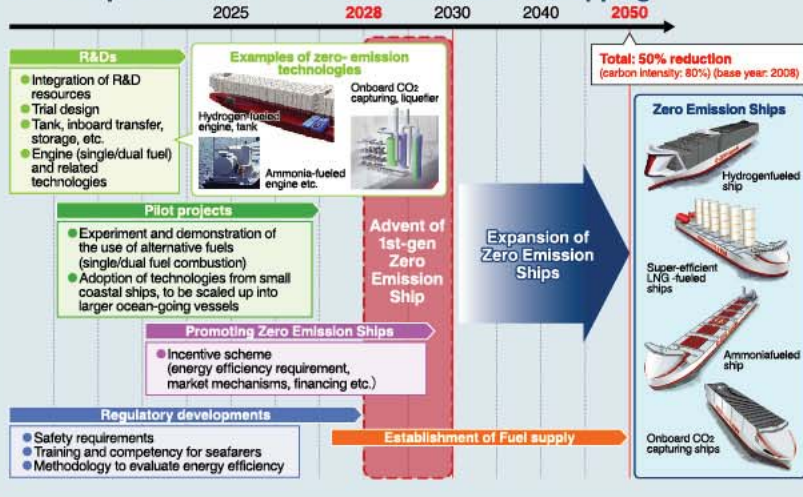 2025
2028
2030
2040
2050
R&Ds
Integration of R&D
resources
Trial design
Tank, inboard transfer,
storage, etc.
Engine (single/dual fuel)
and related
technologies
Examples of zero- emission
technologies
Hydrogen-fueled
engine, tank
Onboard CO2
capturing, liquefier
Ammonia-fueled
engine etc.
Total: 50% reduction
(carbon intensity: 80%) (base year: 2008)
Pilot projects
Experiment and demonstration of
the use of alternative fuels
(single/dual fuel combustion)
Adoption of technologies from small
coastal ships, to be scaled up into
larger ocean-going vessels
Advent of
1st-gen
Zero
Emission
Ship
Expansion of
Zero Emission
Ships
Zero Emission Ships
Hydrogenfueled
ship
Super-efficient
LNG -fueled
ships
Ammoniafueled
ship
Onboard CO2
capturing ships
Promoting Zero Emission Ships
Incentive scheme
(energy efficiency requirement,
market mechanisms, financing etc.)
Regulatory developments
Safety requirements
Training and competency for seafarers
Methodology to evaluate energy efficiency
Establishment of Fuel supply